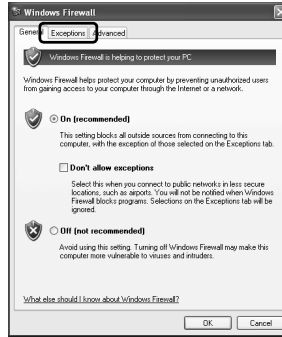 Windows Firewall
General Exceptions Advanced
Windows Firewall is helping to protect your PC
Windows Firewall helps protect your computer by preventing unauthorized users
from gaining access to your computer through the Internet or a network.
On (recommended)
This setting blocks all outside sources from connecting to this
computer, with the exception of those selected on the Exceptions tab.
Don't allow exceptions
Select this when you connect to public networks in less secure
locations, such as airports. You will not be notified when Windows
Firewall blocks programs. Selections on the Exceptions tab will be
ignored.
Off (not recommended)
Avoid using this setting. Turning off Windows Firewall may make this
computer more vulnerable to viruses and intruders.
What else should I know about Windows Firewall?
OK Cancel